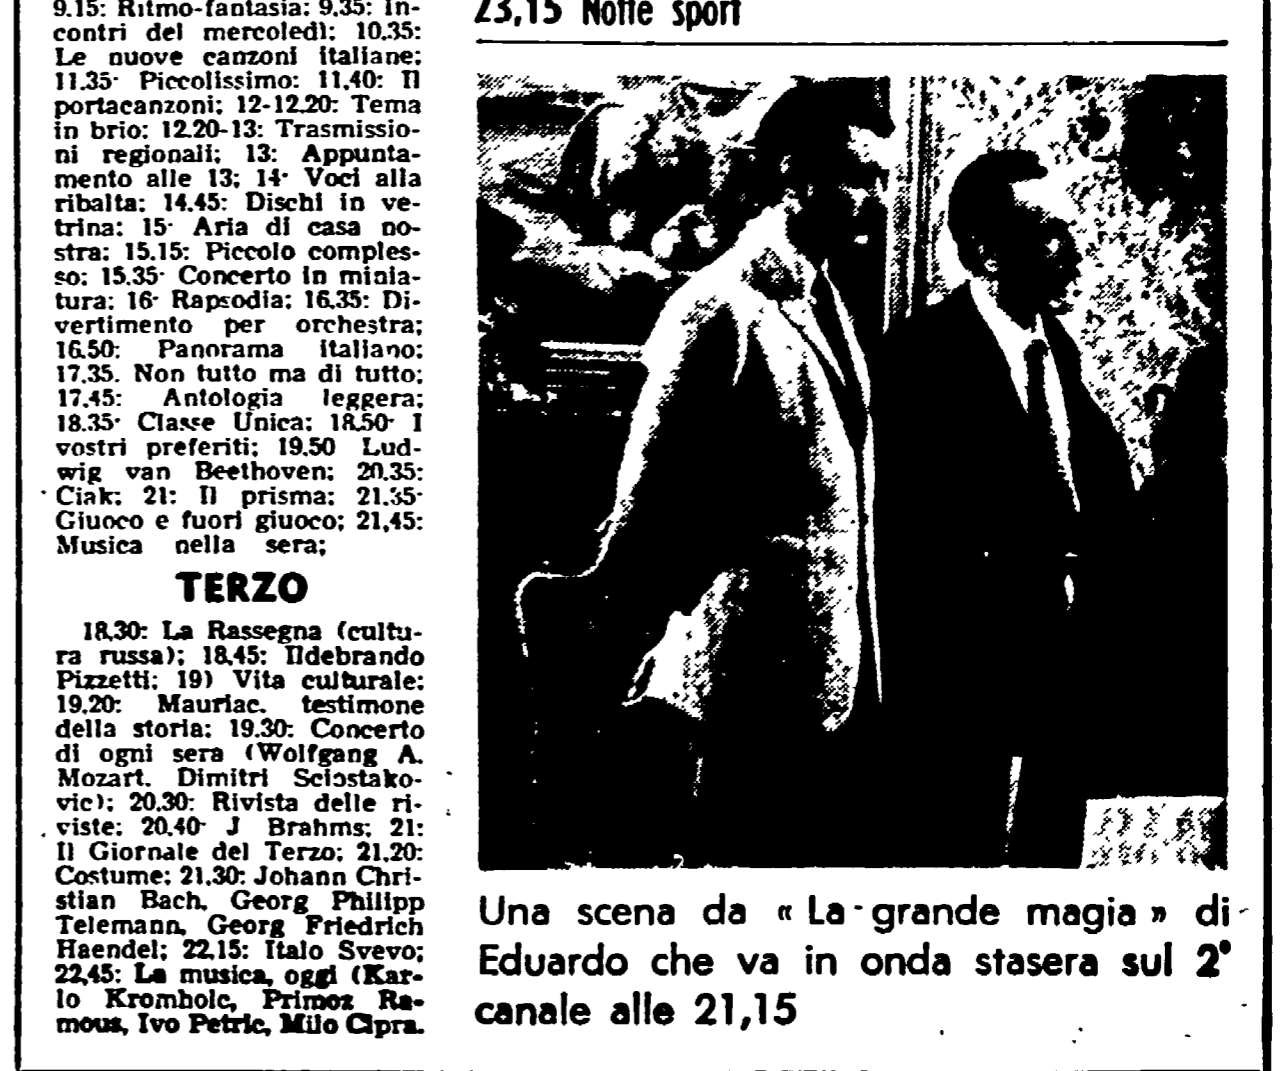 9.15: Ritmo-fantasia; 9.35: In-
contri del mercoledì; 10.35:
Le nuove canzoni italiane;
11.35· Piccolissimo: 11,40: Il
portacanzoni; 12-12.20: Tema
in brio: 12.20-13: Trasmissio-
ni regionali; 13: Appunta-
mento alle 13; 14· Voci alla
ribalta; 14.45: Dischi in ve-
trina: 15· Aria di casa no-
stra; 15.15: Piccolo comples-
so; 15.35· Concerto in minia-
tura; 16· Rapsodia; 16.35: Di-
vertimento per orchestra;
16.50: Panorama italiano;
17.35. Non tutto ma di tutto;
17.45: Antologia leggera;
18.35· Classe Unica; 18.50· I
vostri preferiti; 19.50 Lud-
wig van Beethoven; 20.35:
Ciak; 21: Il prisma; 21.35·
Giuoco e fuori giuoco; 21,45:
Musica nella sera;
TERZO
18.30: La Rassegna (cultu-
ra russa); 18,45: Ildebrando
Pizzetti; 19) Vita culturale;
19.20: Mauriac. testimone
della storia; 19.30: Concerto
di ogni sera (Wolfgang A.
Mozart. Dimitri Sciostako-
vic); 20.30: Rivista delle ri-
viste; 20.40· J Brahms; 21:
Il Giornale del Terzo; 21.20:
Costume; 21.30: Johann Chri-
stian Bach, Georg Philipp
Telemann, Georg Friedrich
Haendel; 22,15: Italo Svevo;
22,45: La musica, oggi (Kar-
lo Kromholc, Primoz Ra-
mous, Ivo Petric, Milo Cipra.
23,15 Notte sport
Una scena da « La grande magia » di
Eduardo che va in onda stasera sul 2°
canale alle 21,15